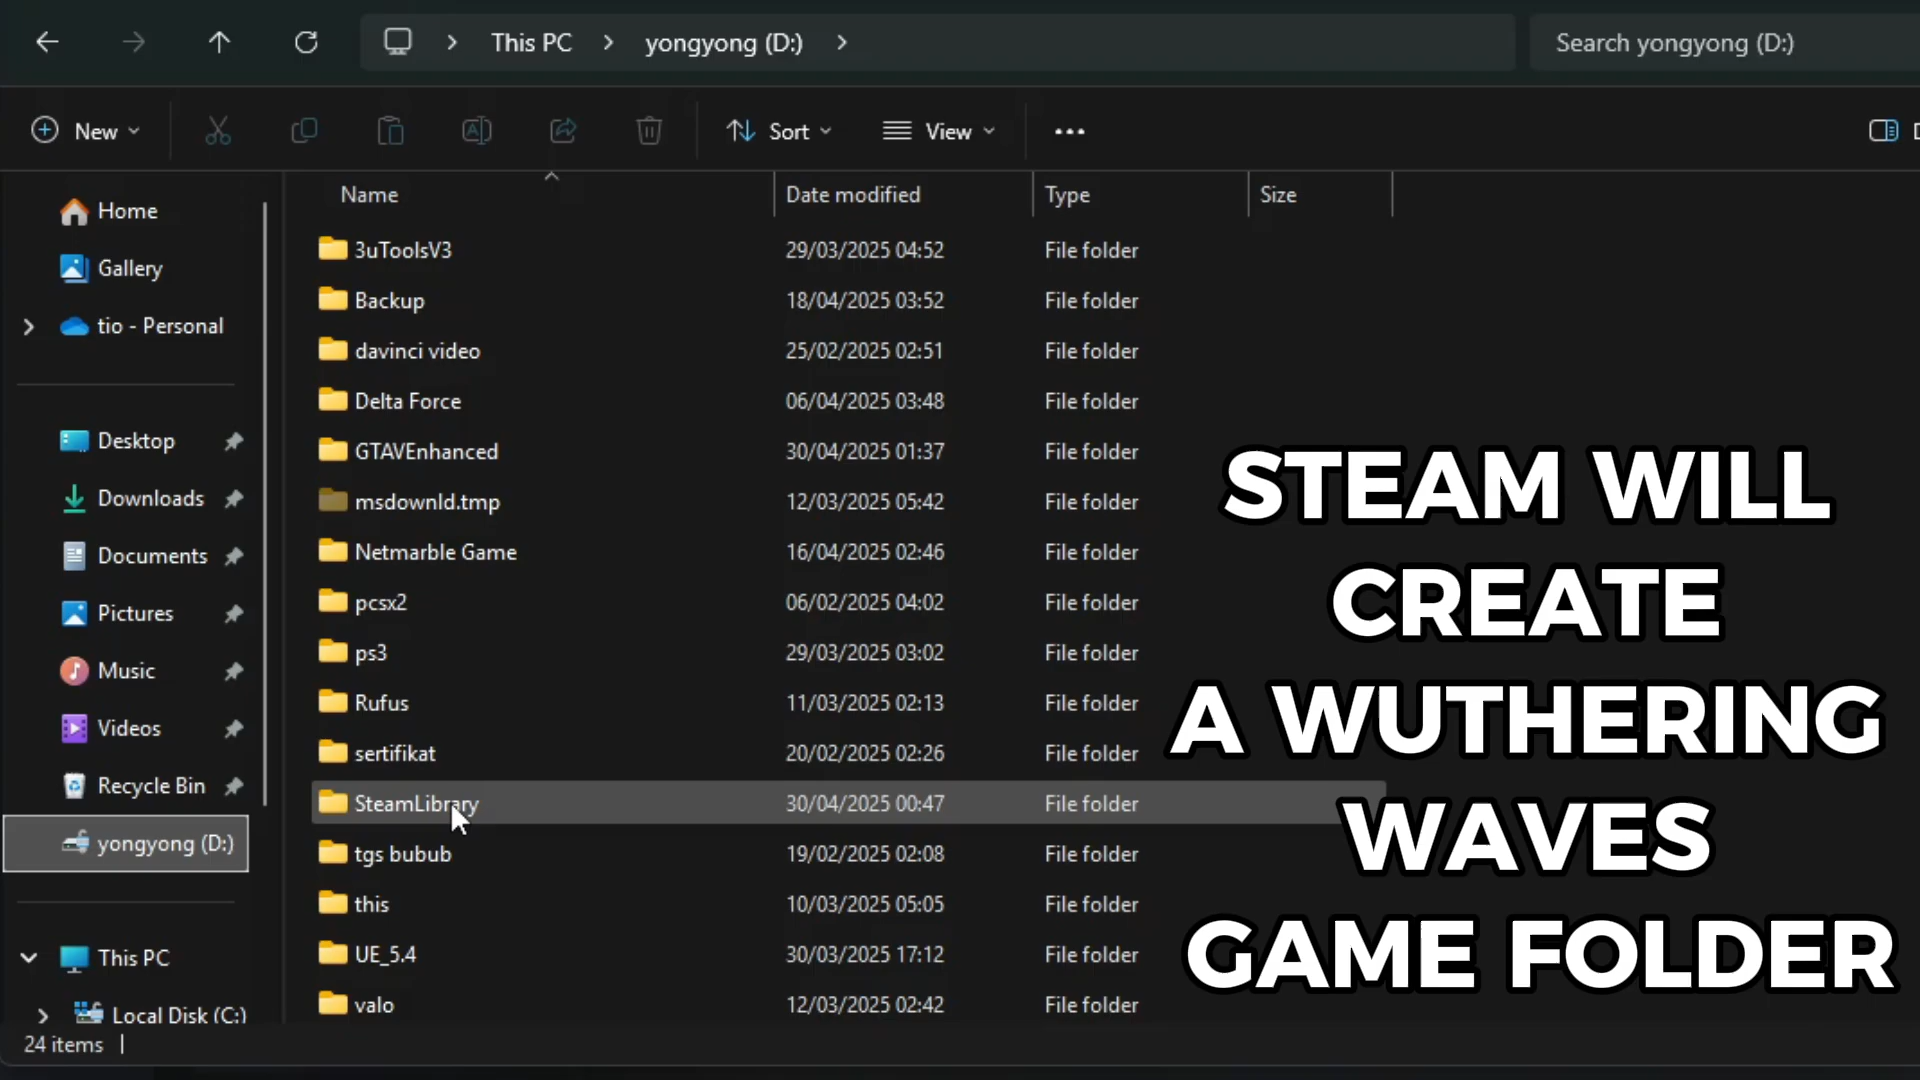 This PC
yongyong (D:)
Search yongyong (D:)
New
Sort
View
Name
Date modified
Type
Size
Home
Gallery
tio - Personal
Desktop
Downloads
Documents
Pictures
Music
Videos
Recycle Bin
yongyong (D:)
This PC
Local Disk (C:)
3uToolsV3 29/03/2025 04:52 File folder
Backup 18/04/2025 03:52 File folder
davinci video 25/02/2025 02:51 File folder
Delta Force 06/04/2025 03:48 File folder
GTAVEnhanced 30/04/2025 01:37 File folder
msdownld.tmp 12/03/2025 05:42 File folder
Netmarble Game 16/04/2025 02:46 File folder
pcsx2 06/02/2025 04:02 File folder
ps3 29/03/2025 03:02 File folder
Rufus 11/03/2025 02:13 File folder
sertifikat 20/02/2025 02:26 File folder
SteamLibrary 30/04/2025 00:47 File folder
tgs bubub 19/02/2025 02:08 File folder
this 10/03/2025 05:05 File folder
UE_5.4 30/03/2025 17:12 File folder
valo 12/03/2025 02:42 File folder
STEAM WILL
CREATE
A WUTHERING
WAVES
GAME FOLDER
24 items